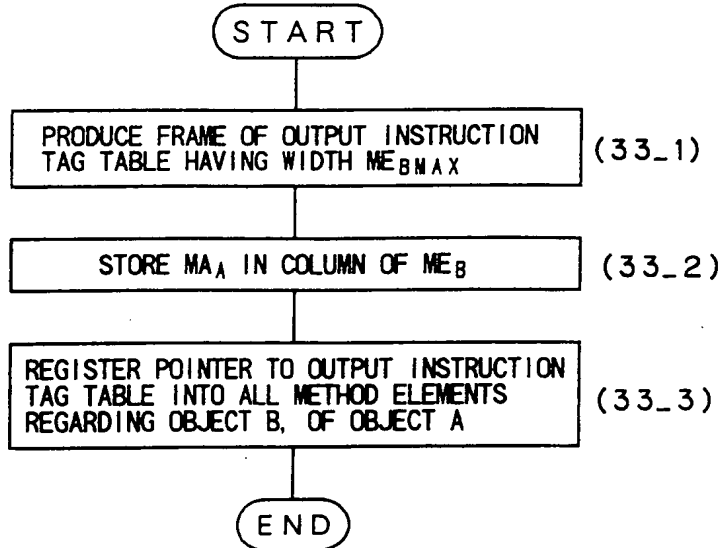 START
PRODUCE FRAME OF OUTPUT INSTRUCTION
TAG TABLE HAVING WIDTH ME_BMAX
(33_1)
STORE MA_A IN COLUMN OF ME_B
(33_2)
REGISTER POINTER TO OUTPUT INSTRUCTION
TAG TABLE INTO ALL METHOD ELEMENTS
REGARDING OBJECT B, OF OBJECT A
(33_3)
END